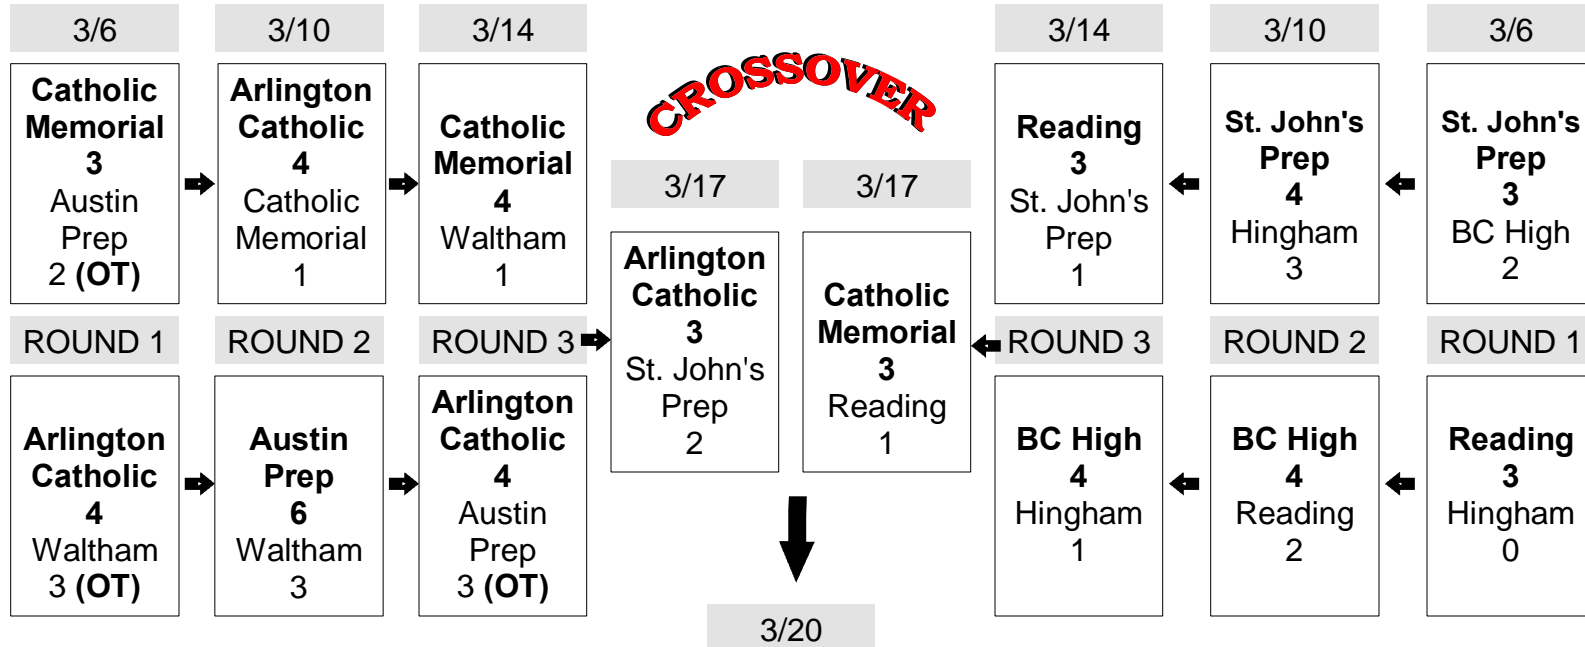 3/6
3/10
3/14
CROSSOVER
3/14
3/10
3/6
Catholic
Memorial
3
Austin
Prep
2 (OT)
Arlington
Catholic
4
Catholic
Memorial
1
Catholic
Memorial
4
Waltham
1
3/17
3/17
Arlington
Catholic
3
St. John's
Prep
2
Catholic
Memorial
3
Reading
1
Reading
3
St. John's
Prep
1
St. John's
Prep
4
Hingham
3
St. John's
Prep
3
BC High
2
ROUND 1
ROUND 2
ROUND 3
ROUND 3
ROUND 2
ROUND 1
Arlington
Catholic
4
Waltham
3 (OT)
Austin
Prep
6
Waltham
3
Arlington
Catholic
4
Austin
Prep
3 (OT)
BC High
4
Hingham
1
BC High
4
Reading
2
Reading
3
Hingham
0
3/20